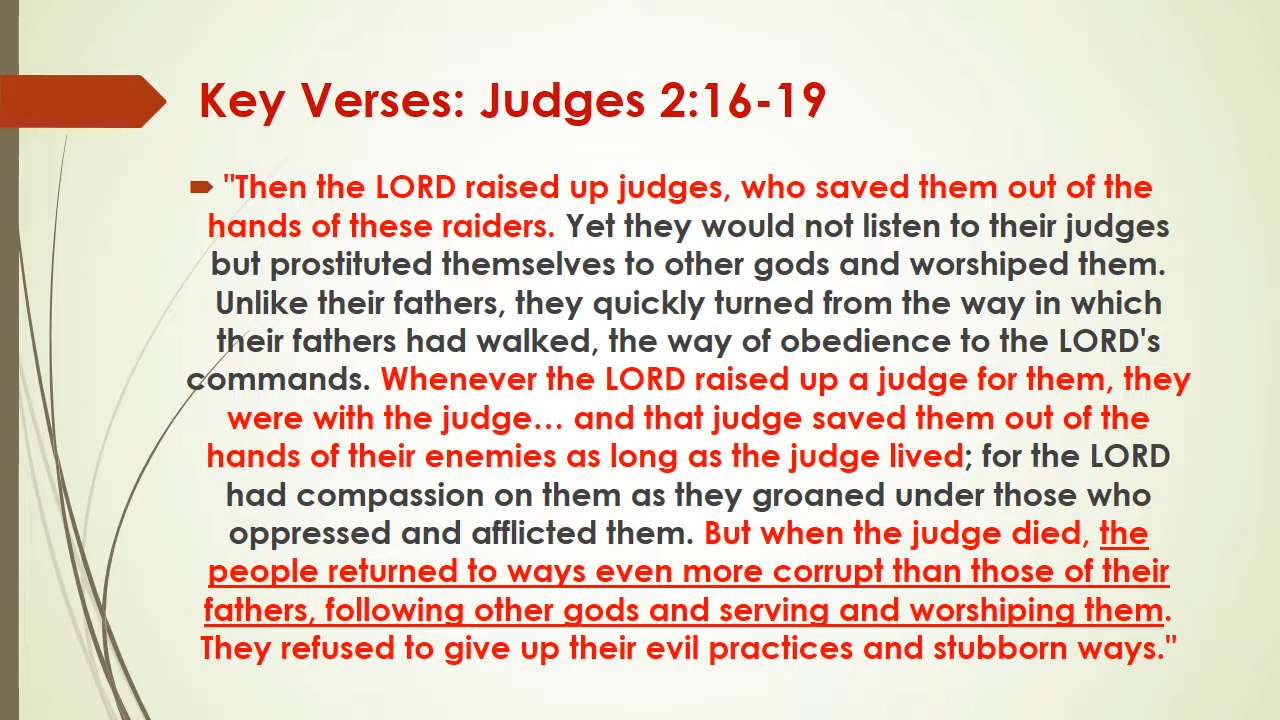 Key Verses: Judges 2:16-19
"Then the LORD raised up judges, who saved them out of the
hands of these raiders. Yet they would not listen to their judges
but prostituted themselves to other gods and worshiped them.
Unlike their fathers, they quickly turned from the way in which
their fathers had walked, the way of obedience to the LORD's
commands. Whenever the LORD raised up a judge for them, they
were with the judge… and that judge saved them out of the
hands of their enemies as long as the judge lived; for the LORD
had compassion on them as they groaned under those who
oppressed and afflicted them. But when the judge died, the
people returned to ways even more corrupt than those of their
fathers, following other gods and serving and worshiping them.
They refused to give up their evil practices and stubborn ways."